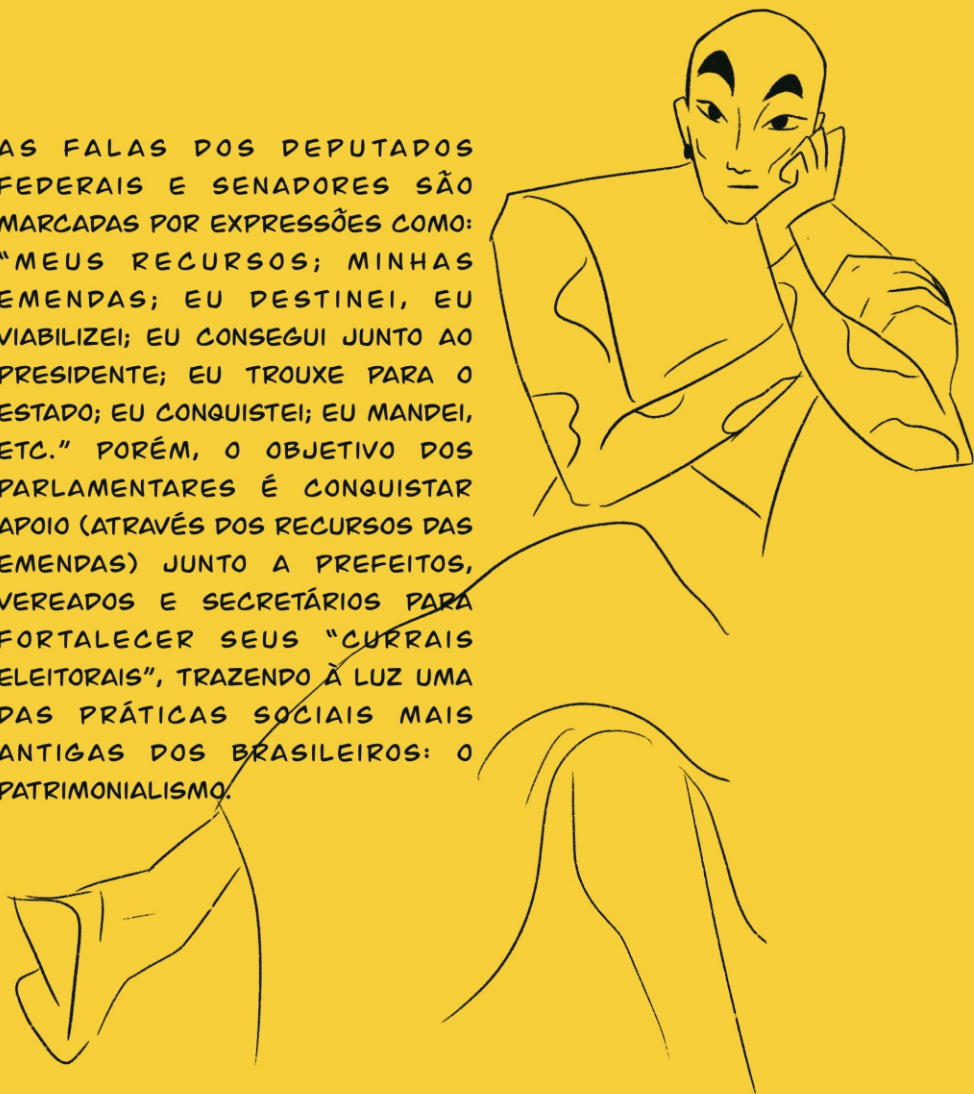 AS FALAS DOS DEPUTADOS
FEDERAIS E SENADORES SÃO
MARCADAS POR EXPRESSÕES COMO:
"MEUS RECURSOS; MINHAS
EMENDAS; EU DESTINEI, EU
VIABILIZEI; EU CONSEGUI JUNTO AO
PRESIDENTE; EU TROUXE PARA O
ESTADO; EU CONQUISTEI; EU MANDEI,
ETC." PORÉM, O OBJETIVO DOS
PARLAMENTARES É CONQUISTAR
APOIO (ATRAVÉS DOS RECURSOS DAS
EMENDAS) JUNTO A PREFEITOS,
VEREADOS E SECRETÁRIOS PARA
FORTALECER SEUS "CURRAIS
ELEITORAIS", TRAZENDO À LUZ UMA
DAS PRÁTICAS SOCIAIS MAIS
ANTIGAS DOS BRASILEIROS: O
PATRIMONIALISMO.